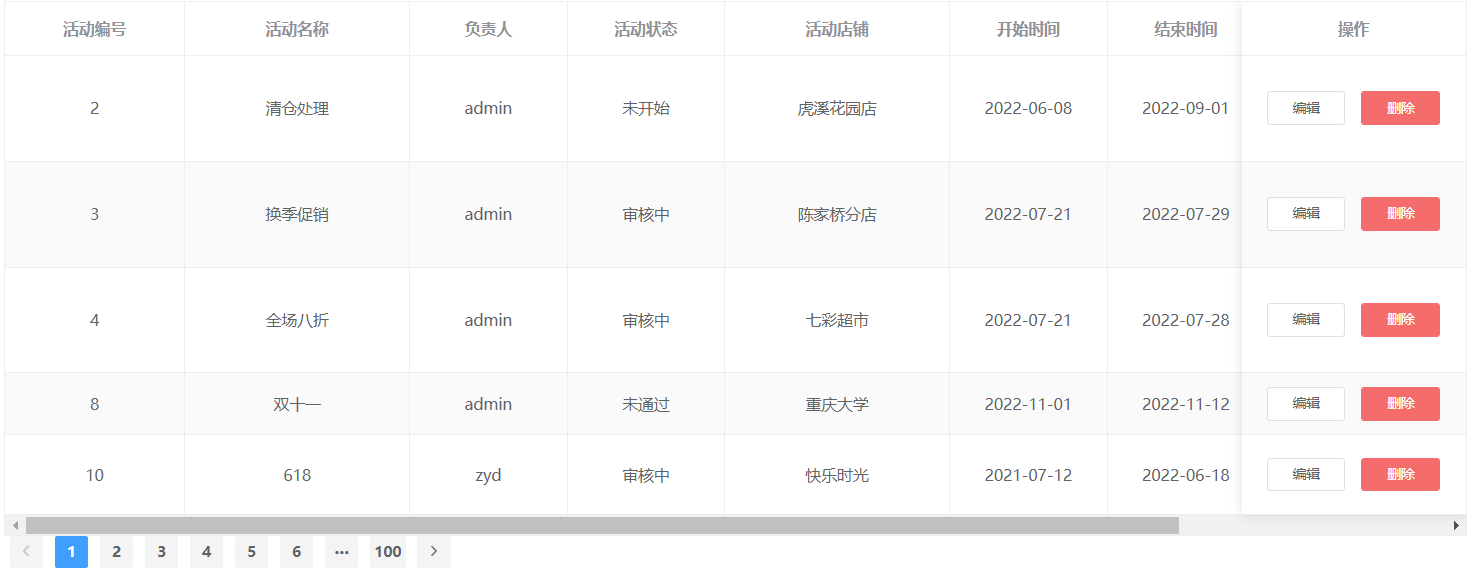 活动编号 活动名称 负责人 活动状态 活动店铺 开始时间 结束时间 操作
2 清仓处理 admin 未开始 虎溪花园店 2022-06-08 2022-09-01 编辑 删除
3 换季促销 admin 审核中 陈家桥分店 2022-07-21 2022-07-29 编辑 删除
4 全场八折 admin 审核中 七彩超市 2022-07-21 2022-07-28 编辑 删除
8 双十一 admin 未通过 重庆大学 2022-11-01 2022-11-12 编辑 删除
10 618 zyd 审核中 快乐时光 2021-07-12 2022-06-18 编辑 删除
1 2 3 4 5 6 ··· 100